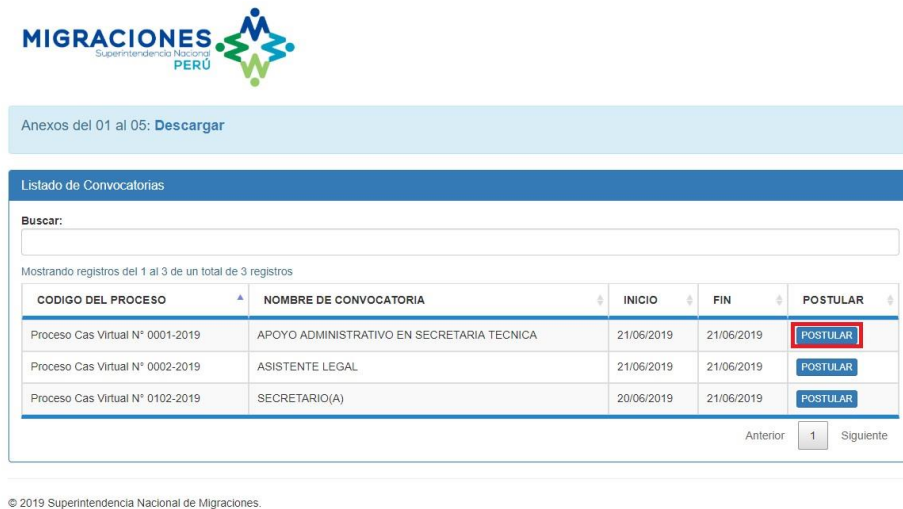 MIGRACIONES
Superintendencia Nacional
PERÚ
Anexos del 01 al 05: Descargar
Listado de Convocatorias
Buscar:
Mostrando registros del 1 al 3 de un total de 3 registros
CODIGO DEL PROCESO NOMBRE DE CONVOCATORIA INICIO FIN POSTULAR
Proceso Cas Virtual N° 0001-2019 APOYO ADMINISTRATIVO EN SECRETARIA TECNICA 21/06/2019 21/06/2019 POSTULAR
Proceso Cas Virtual N° 0002-2019 ASISTENTE LEGAL 21/06/2019 21/06/2019 POSTULAR
Proceso Cas Virtual N° 0102-2019 SECRETARIO(A) 20/06/2019 21/06/2019 POSTULAR
Anterior 1 Siguiente
© 2019 Superintendencia Nacional de Migraciones.